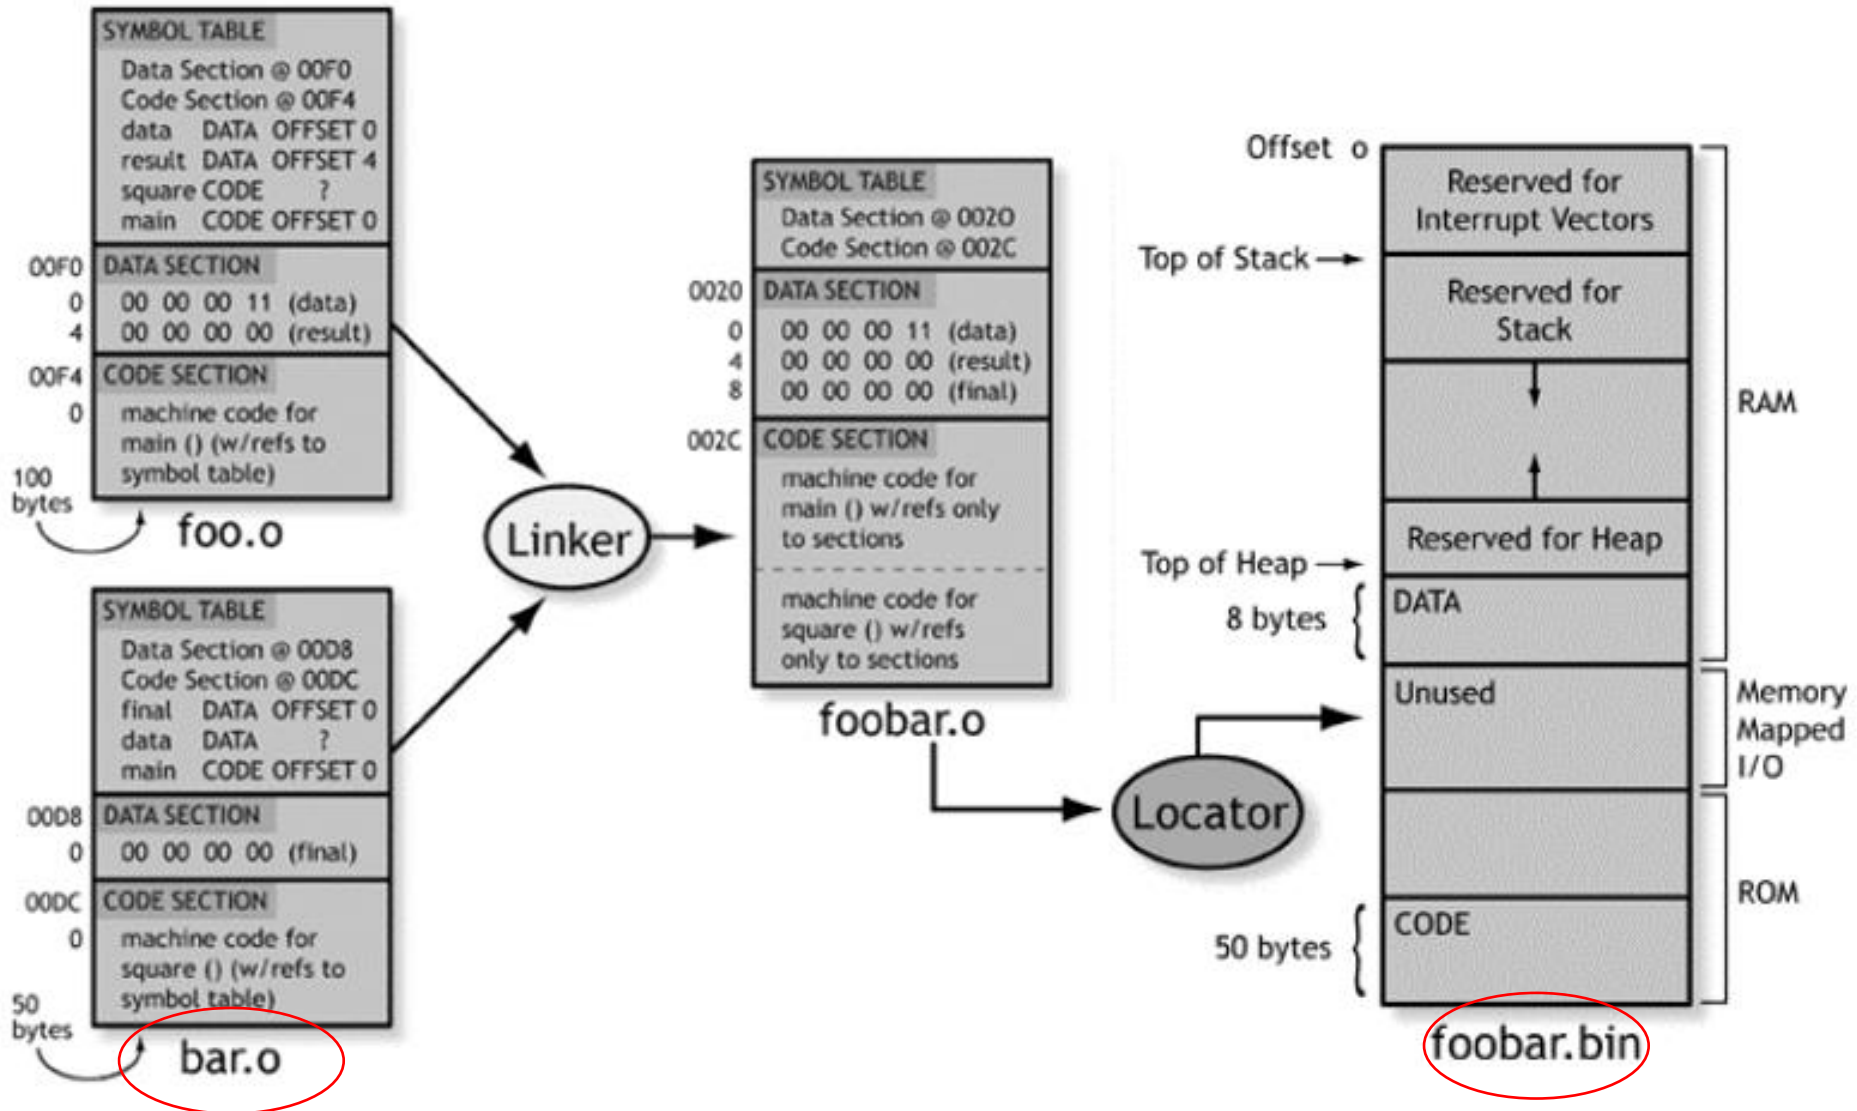 SYMBOL TABLE
Data Section @ 00F0
Code Section @ 00F4
data DATA OFFSET 0
result DATA OFFSET 4
square CODE ?
main CODE OFFSET 0
00F0 DATA SECTION
0 00 00 00 11 (data)
4 00 00 00 00 (result)
00F4 CODE SECTION
0 machine code for
main () (w/refs to
symbol table)
100
bytes
foo.o
SYMBOL TABLE
Data Section @ 00D8
Code Section @ 00DC
final DATA OFFSET 0
data DATA ?
main CODE OFFSET 0
00D8 DATA SECTION
0 00 00 00 00 (final)
00DC CODE SECTION
0 machine code for
square () (w/refs to
symbol table)
50
bytes
bar.o
Linker
SYMBOL TABLE
Data Section @ 0020
Code Section @ 002C
0020 DATA SECTION
0 00 00 00 11 (data)
4 00 00 00 00 (result)
8 00 00 00 00 (final)
002C CODE SECTION
machine code for
main () w/refs only
to sections
machine code for
square () w/refs
only to sections
foobar.o
Locator
Offset o
Reserved for
Interrupt Vectors
Top of Stack
Reserved for
Stack
RAM
Reserved for Heap
Top of Heap
DATA
8 bytes
Unused
Memory
Mapped
I/O
ROM
CODE
50 bytes
foobar.bin